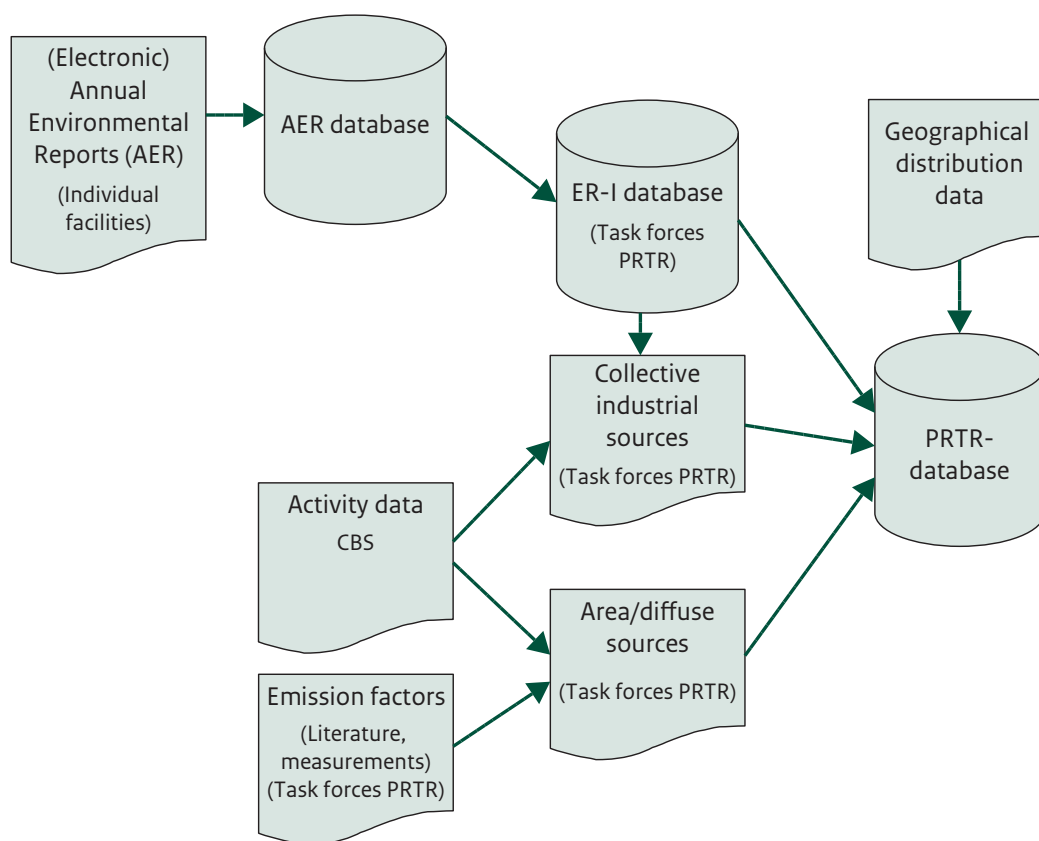 (Electronic)
Annual
Environmental
Reports (AER)
(Individual
facilities)
AER database
ER-I database
(Task forces
PRTR)
Geographical
distribution
data
Collective
industrial
sources
(Task forces PRTR)
PRTR-
database
Activity data
CBS
Area/diffuse
sources
(Task forces PRTR)
Emission factors
(Literature,
measurements)
(Task forces PRTR)